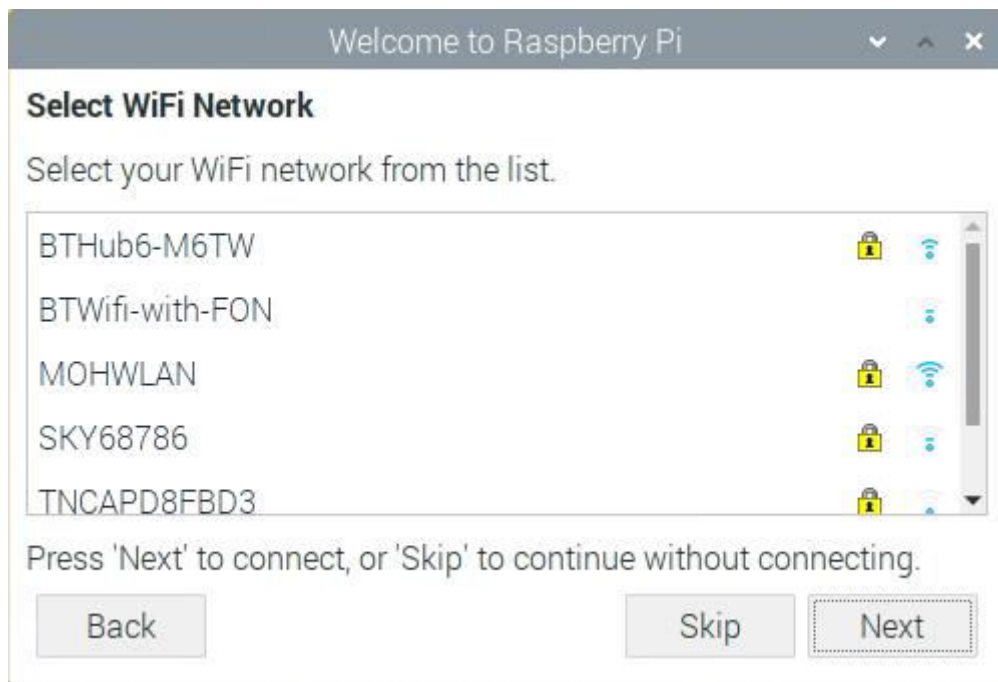 Welcome to Raspberry Pi
Select WiFi Network
Select your WiFi network from the list.
BTHub6-M6TW
BTWifi-with-FON
MOHWLAN
SKY68786
TNCAPD8FBD3
Press 'Next' to connect, or 'Skip' to continue without connecting.
Back Skip Next